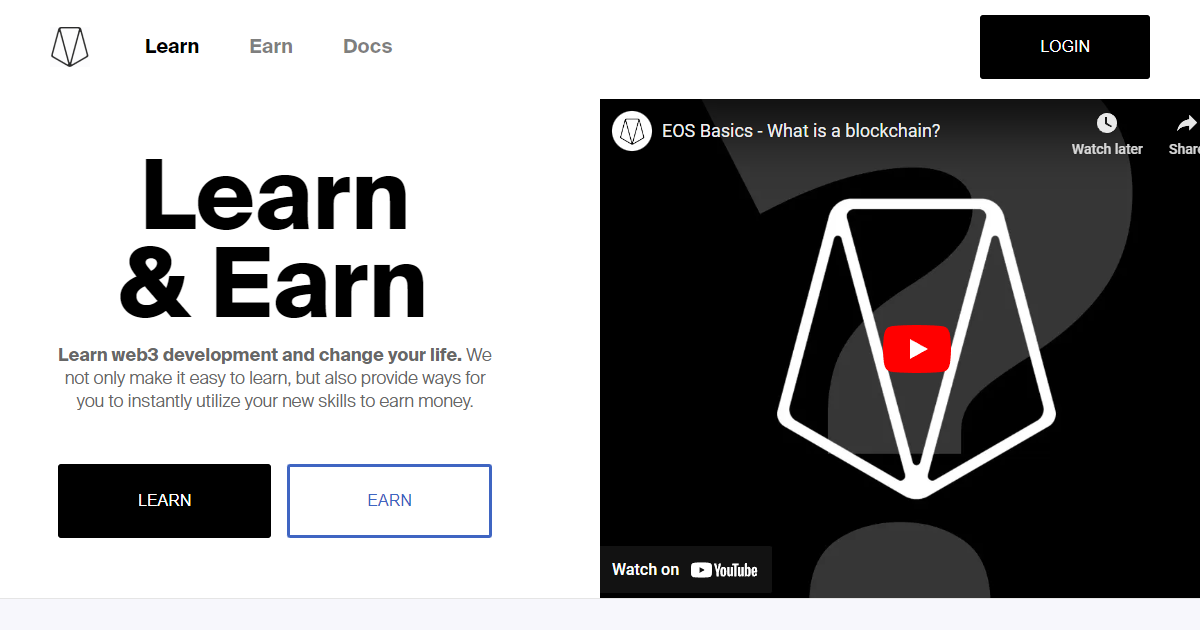 Learn
Earn
Docs
LOGIN
Learn
& Earn
Learn web3 development and change your life. We
not only make it easy to learn, but also provide ways for
you to instantly utilize your new skills to earn money.
LEARN
EARN
EOS Basics - What is a blockchain?
Watch later
Share
Watch on YouTube